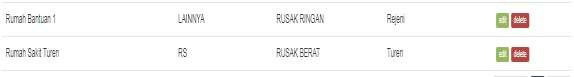 Rumah Bantuan 1 LAINNYA RUSAK RINGAN Rejeni edit delete
Rumah Sakit Turen RS RUSAK BERAT Turen edit delete